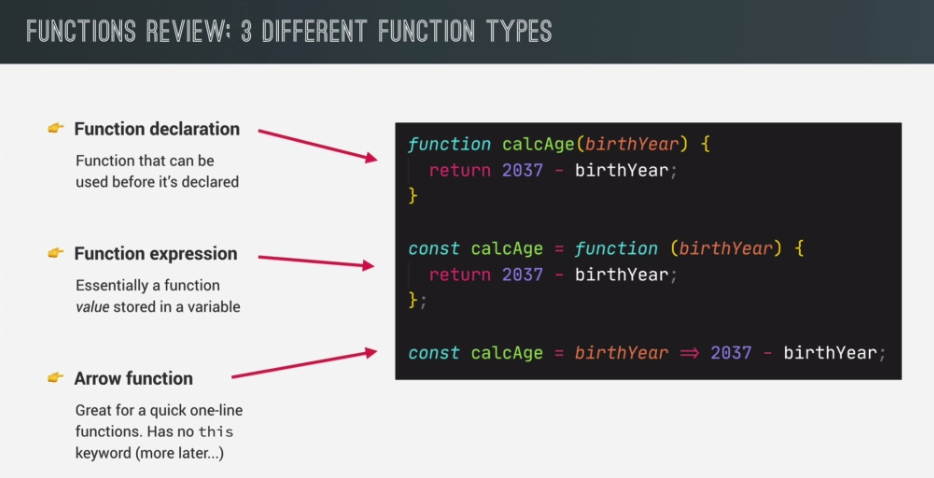 FUNCTIONS REVIEW; 3 DIFFERENT FUNCTION TYPES
👉 Function declaration
Function that can be
used before it’s declared
👉 Function expression
Essentially a function
value stored in a variable
👉 Arrow function
Great for a quick one-line
functions. Has no this
keyword (more later...)
function calcAge(birthYear) {
  return 2037 - birthYear;
}
const calcAge = function (birthYear) {
  return 2037 - birthYear;
};
const calcAge = birthYear => 2037 - birthYear;